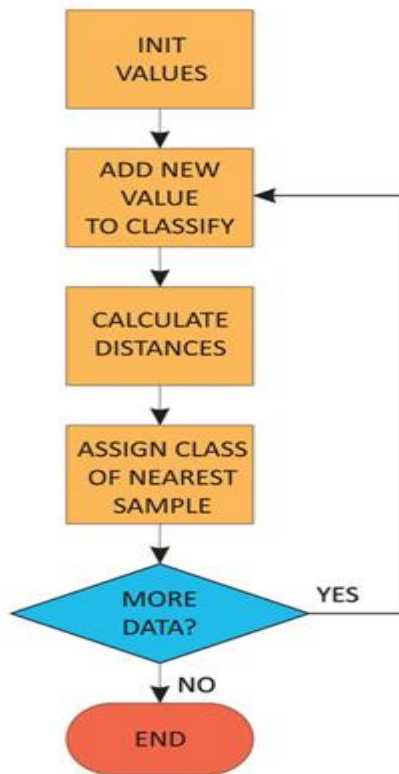 INIT
VALUES
ADD NEW
VALUE
TO CLASSIFY
CALCULATE
DISTANCES
ASSIGN CLASS
OF NEAREST
SAMPLE
MORE
DATA?
YES
NO
END